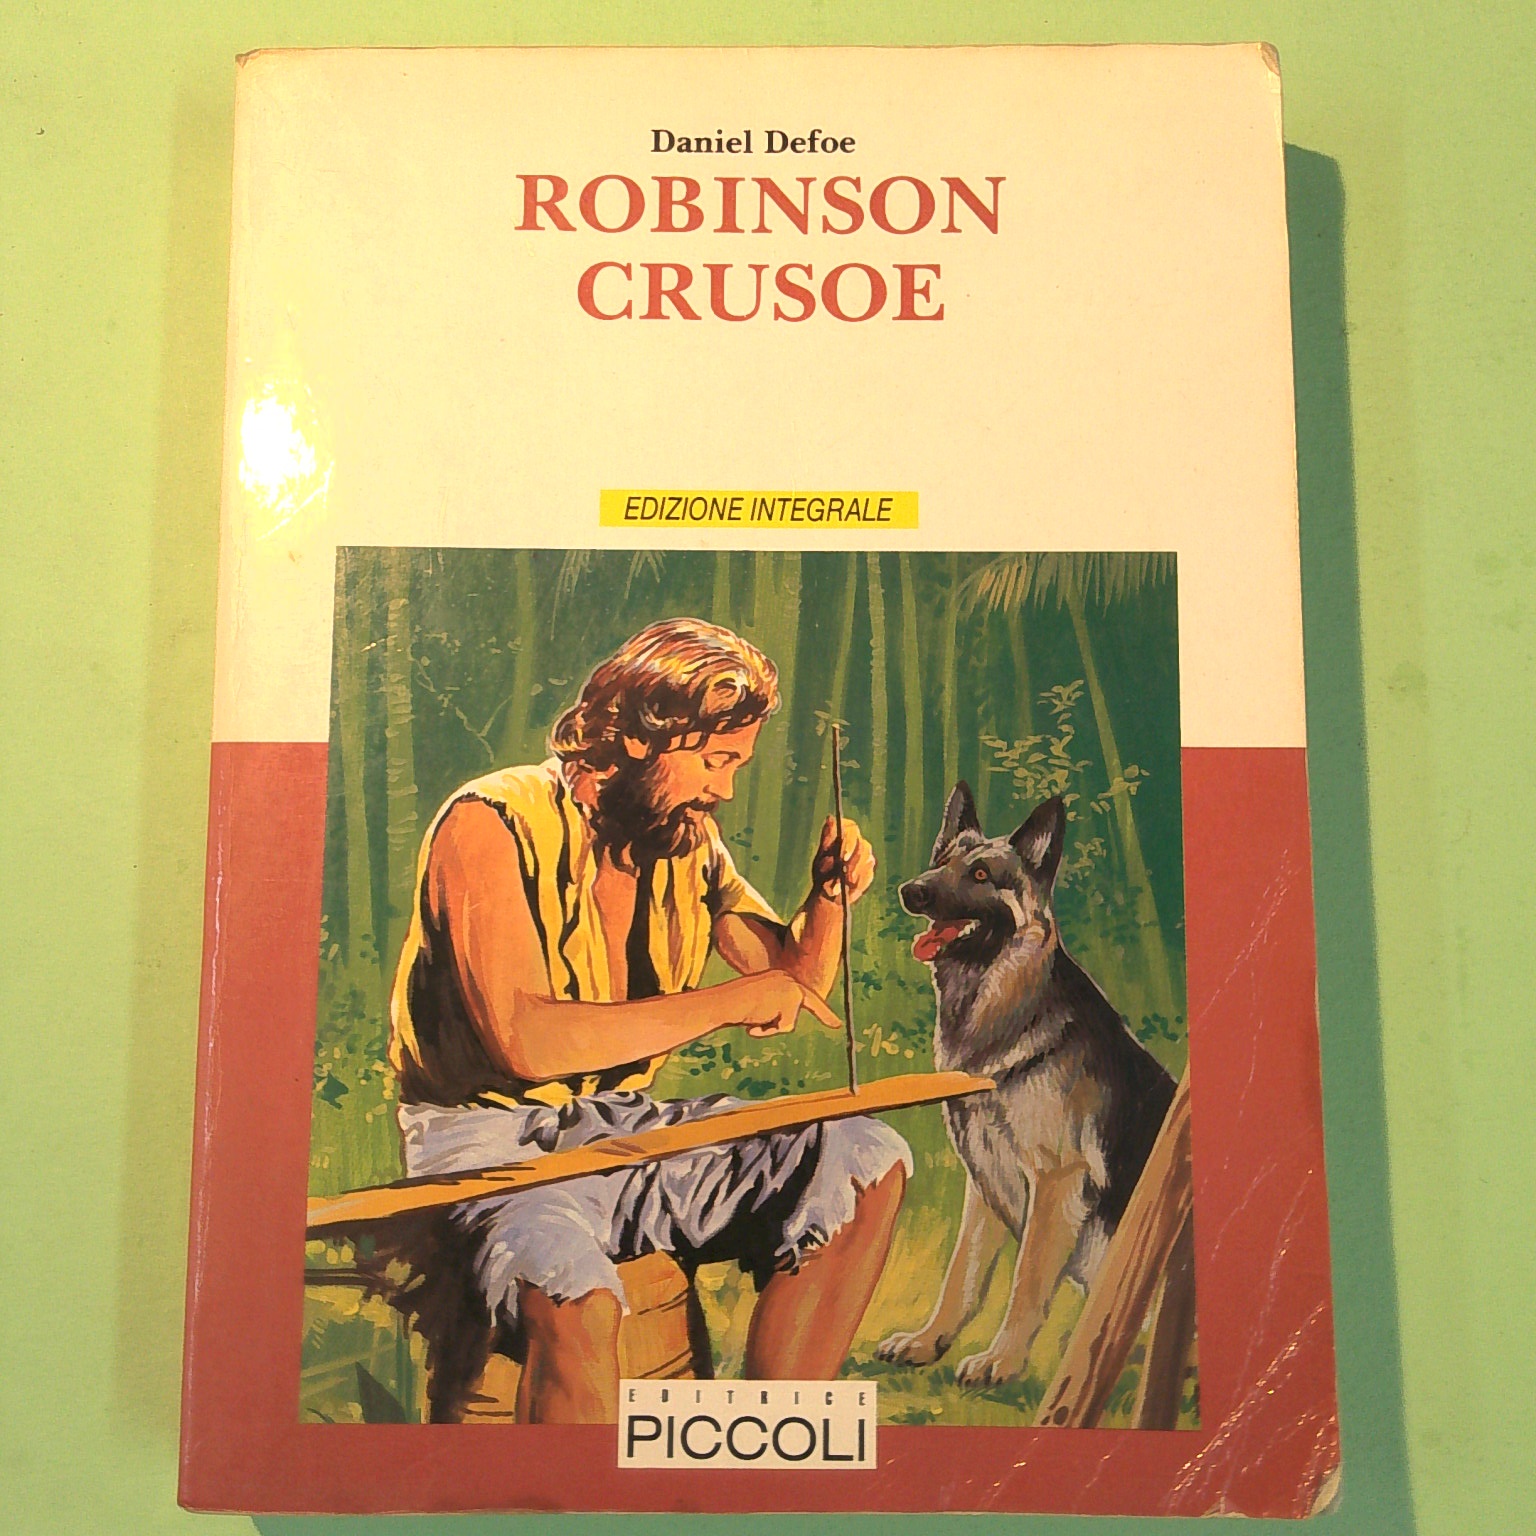 Daniel Defoe
ROBINSON
CRUSOE
EDIZIONE INTEGRALE
EDITRICE
PICCOLI